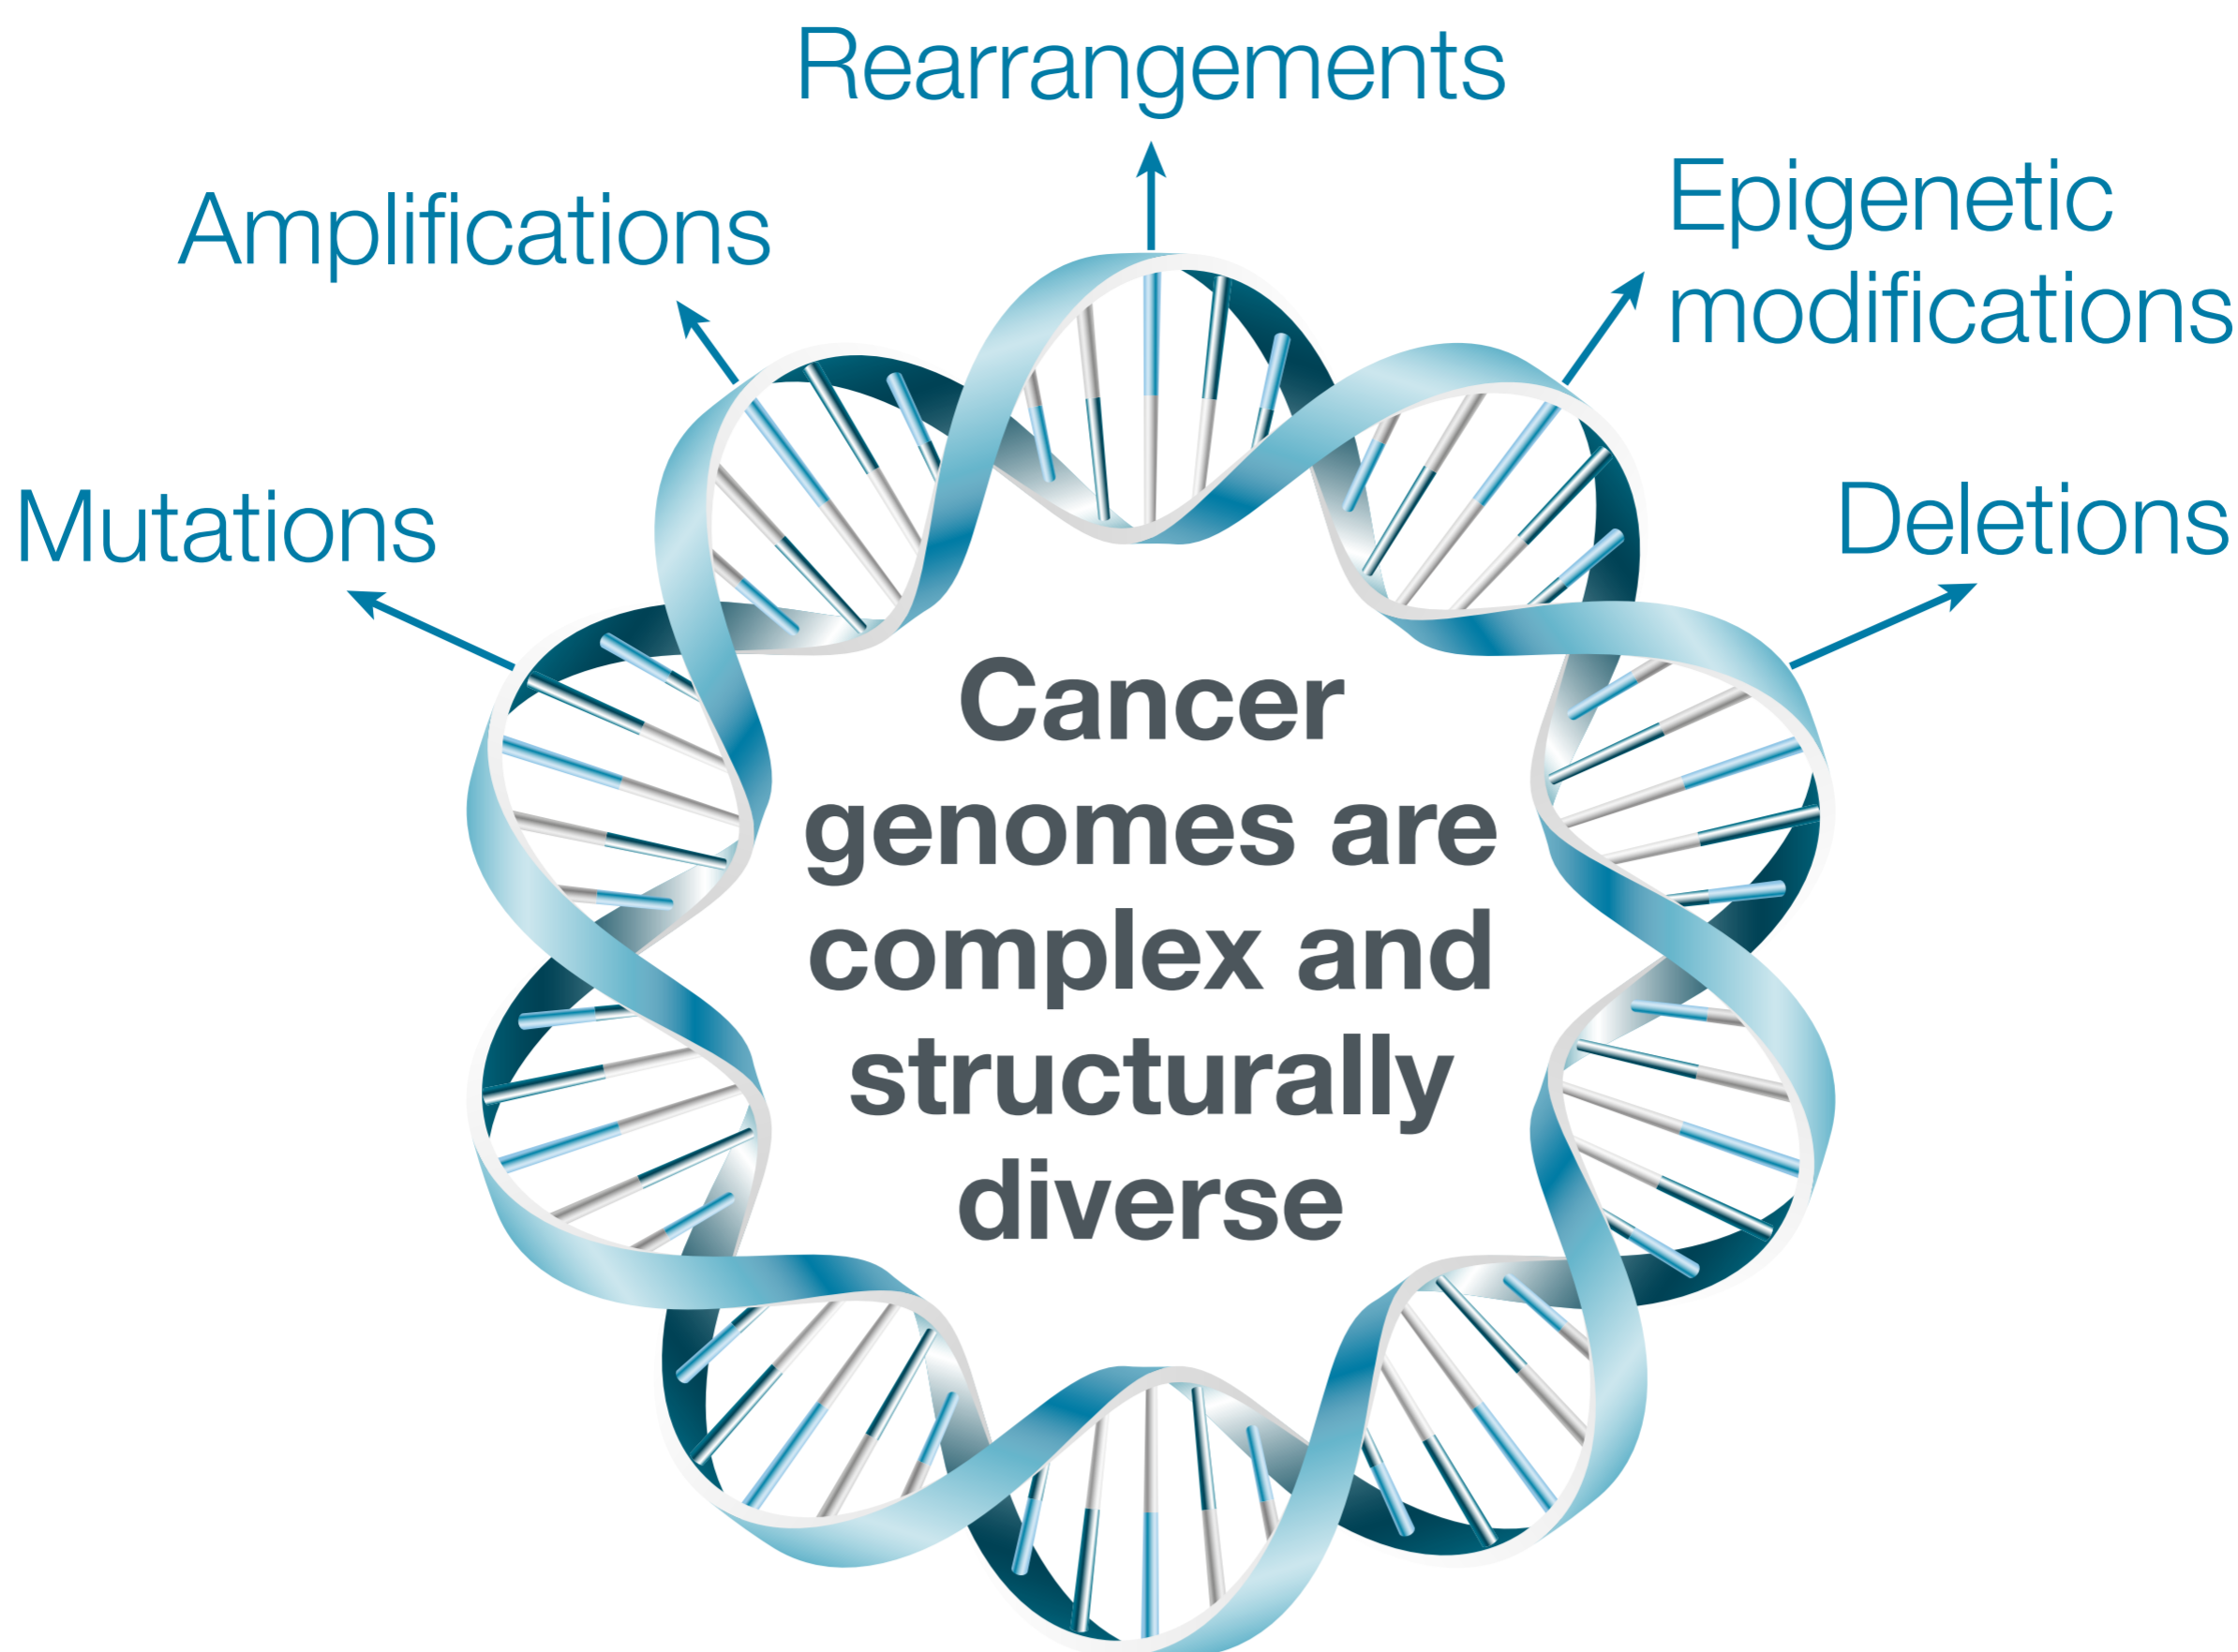 Rearrangements
Amplifications
Epigenetic
modifications
Mutations
Deletions
Cancer
genomes are
complex and
structurally
diverse